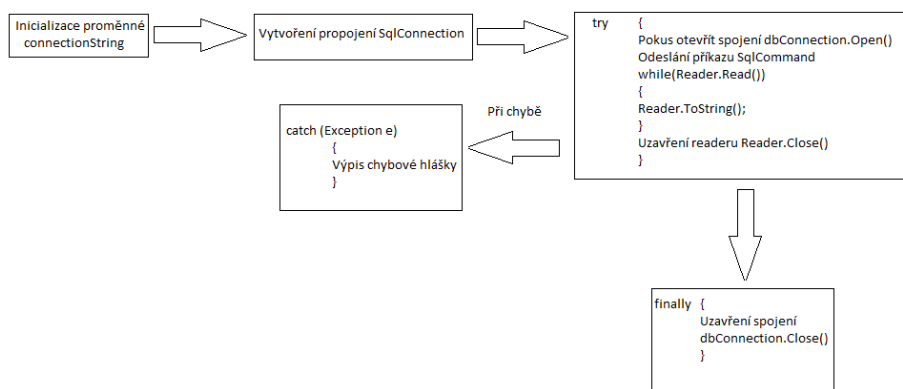 Inicializace proměnné
connectionString
Vytvoření propojení SqlConnection
try {
Pokus otevřít spojení dbConnection.Open()
Odeslání příkazu SqlCommand
while(Reader.Read())
{
Reader.ToString();
}
Uzavření readeru Reader.Close()
}
Při chybě
catch (Exception e)
{
Výpis chybové hlášky
}
finally {
Uzavření spojení
dbConnection.Close()
}